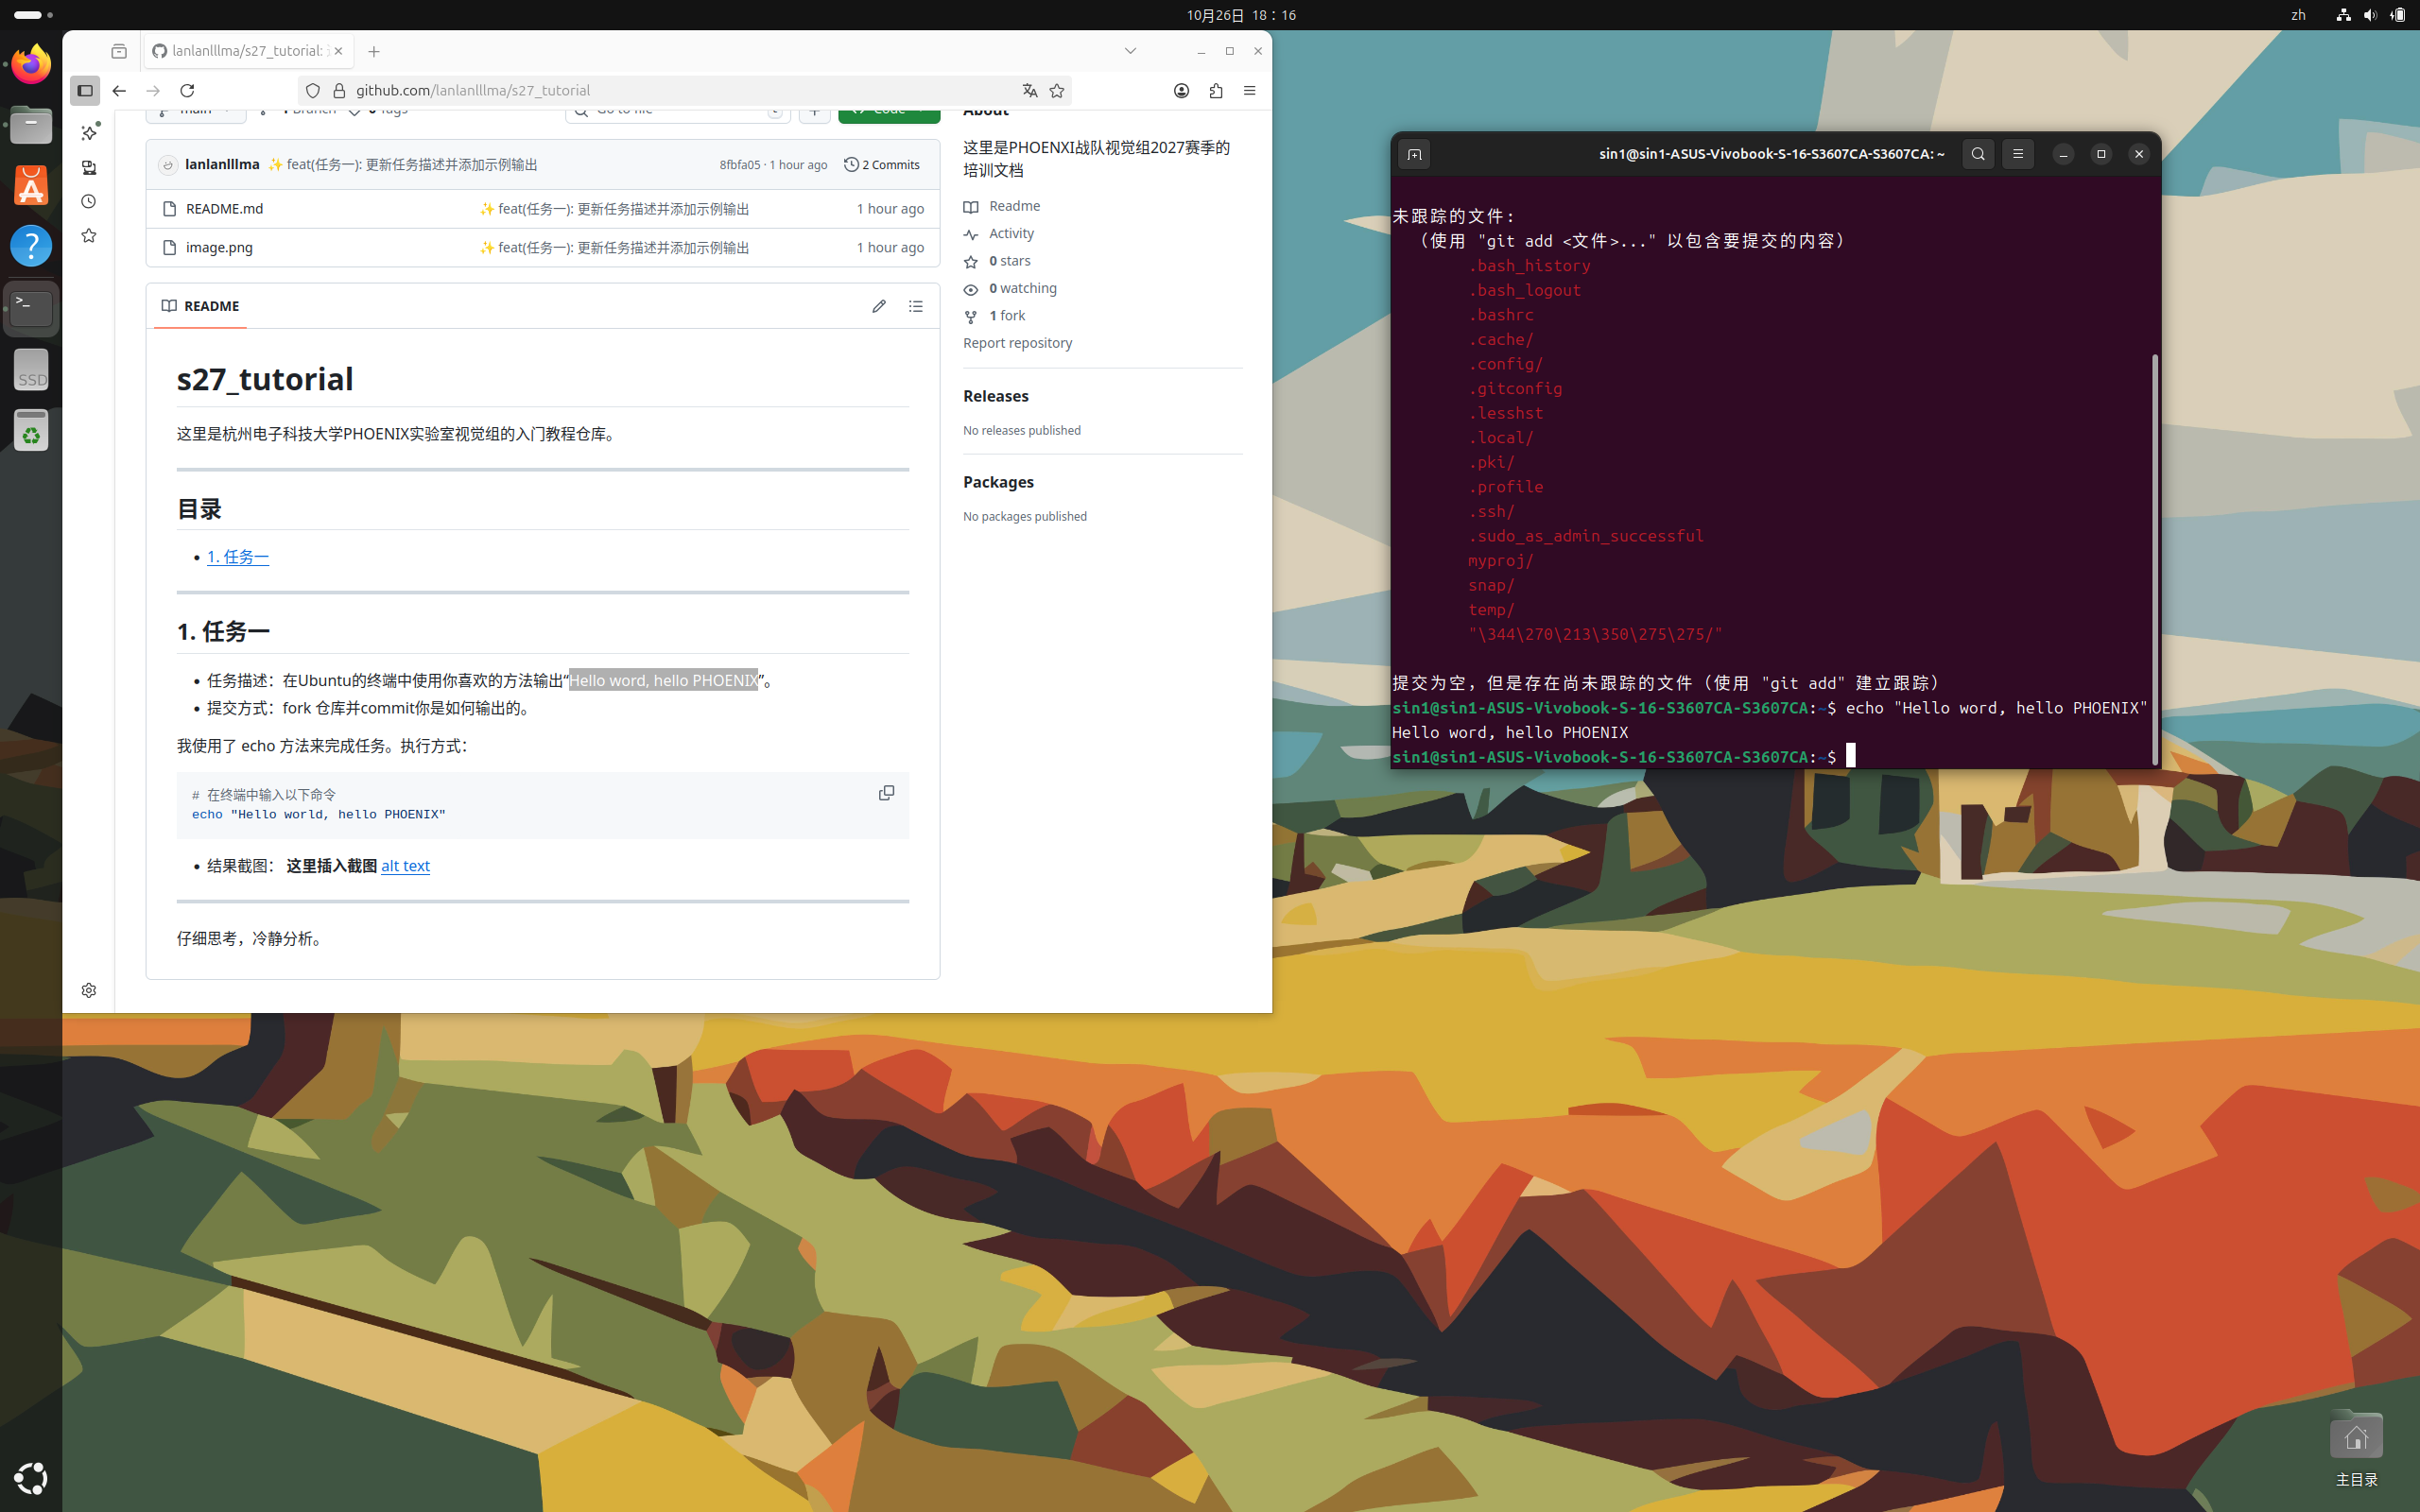 10月26日 18：16
zh
lanlanlllma/s27_tutorial:
github.com/lanlanlllma/s27_tutorial
main
1 Branch
0 Tags
Go to file
Code
lanlanlllma ✨ feat(任务一): 更新任务描述并添加示例输出 8fbfa05 · 1 hour ago 2 Commits
README.md ✨ feat(任务一): 更新任务描述并添加示例输出 1 hour ago
image.png ✨ feat(任务一): 更新任务描述并添加示例输出 1 hour ago
README
s27_tutorial
这里是杭州电子科技大学PHOENIX实验室视觉组的入门教程仓库。
目录
1. 任务一
1. 任务一
任务描述：在Ubuntu的终端中使用你喜欢的方法输出“Hello word, hello PHOENIX”。
提交方式：fork 仓库并commit你是如何输出的。
我使用了 echo 方法来完成任务。执行方式：
# 在终端中输入以下命令
echo "Hello world, hello PHOENIX"
结果截图： 这里插入截图 alt text
仔细思考，冷静分析。
About
这里是PHOENXI战队视觉组2027赛季的
培训文档
Readme
Activity
0 stars
0 watching
1 fork
Report repository
Releases
No releases published
Packages
No packages published
sin1@sin1-ASUS-Vivobook-S-16-S3607CA-S3607CA: ~
未跟踪的文件:
（使用 "git add <文件>..." 以包含要提交的内容）
.bash_history
.bash_logout
.bashrc
.cache/
.config/
.gitconfig
.lesshst
.local/
.pki/
.profile
.ssh/
.sudo_as_admin_successful
myproj/
snap/
temp/
"\344\270\213\350\275\275/"
提交为空，但是存在尚未跟踪的文件（使用 "git add" 建立跟踪）
sin1@sin1-ASUS-Vivobook-S-16-S3607CA-S3607CA:~$ echo "Hello word, hello PHOENIX"
Hello word, hello PHOENIX
sin1@sin1-ASUS-Vivobook-S-16-S3607CA-S3607CA:~$
SSD
主目录